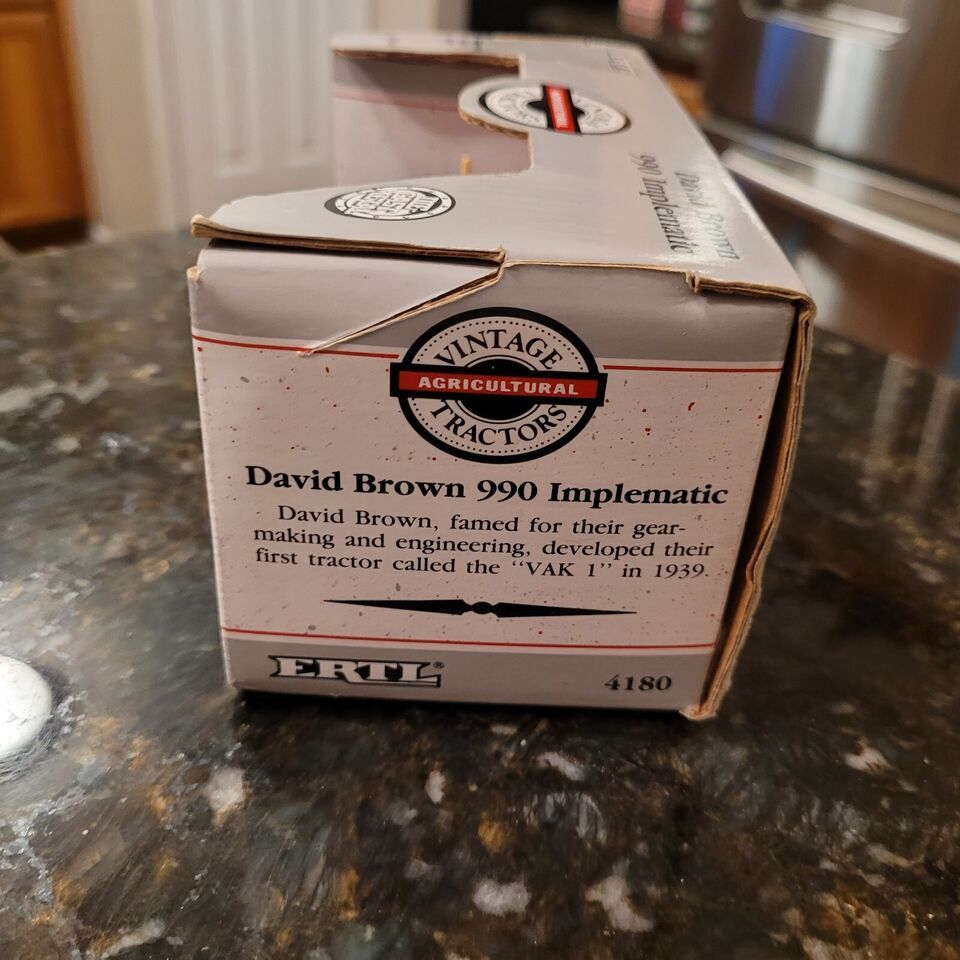 David Brown
990 Implematic
VINTAGE
AGRICULTURAL
TRACTORS
David Brown 990 Implematic
David Brown, famed for their gear-
making and engineering, developed their
first tractor called the “VAK 1” in 1939.
ERTL®
4180